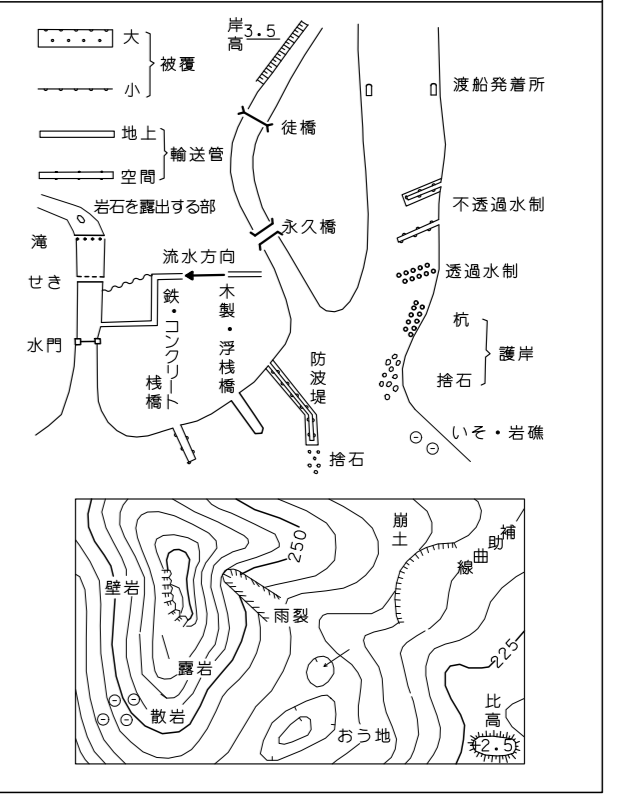 大
小
被覆
地上
空間
輸送管
岩石を露出する部
岸高
3.5
徒橋
渡船発着所
不透過水制
永久橋
滝
せき
水門
流水方向
透過水制
鉄・コンクリート桟橋
木製・浮桟橋
防波堤
杭
捨石
護岸
捨石
いそ・岩礁
250
崩土
補助曲線
壁岩
雨裂
露岩
散岩
おう地
225
比高
+2.5